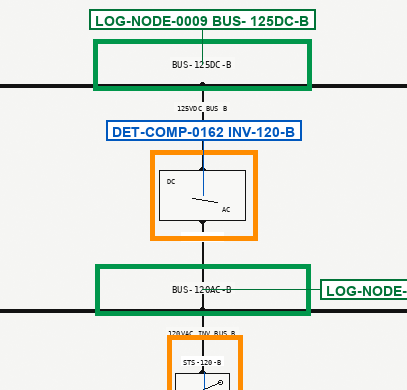 LOG-NODE-0009 BUS- 125DC-B
BUS-125DC-B
125VDC BUS B
DET-COMP-0162 INV-120-B
DC
AC
BUS-120AC-B
LOG-NODE-
120VAC INV BUS B
STS-120-B